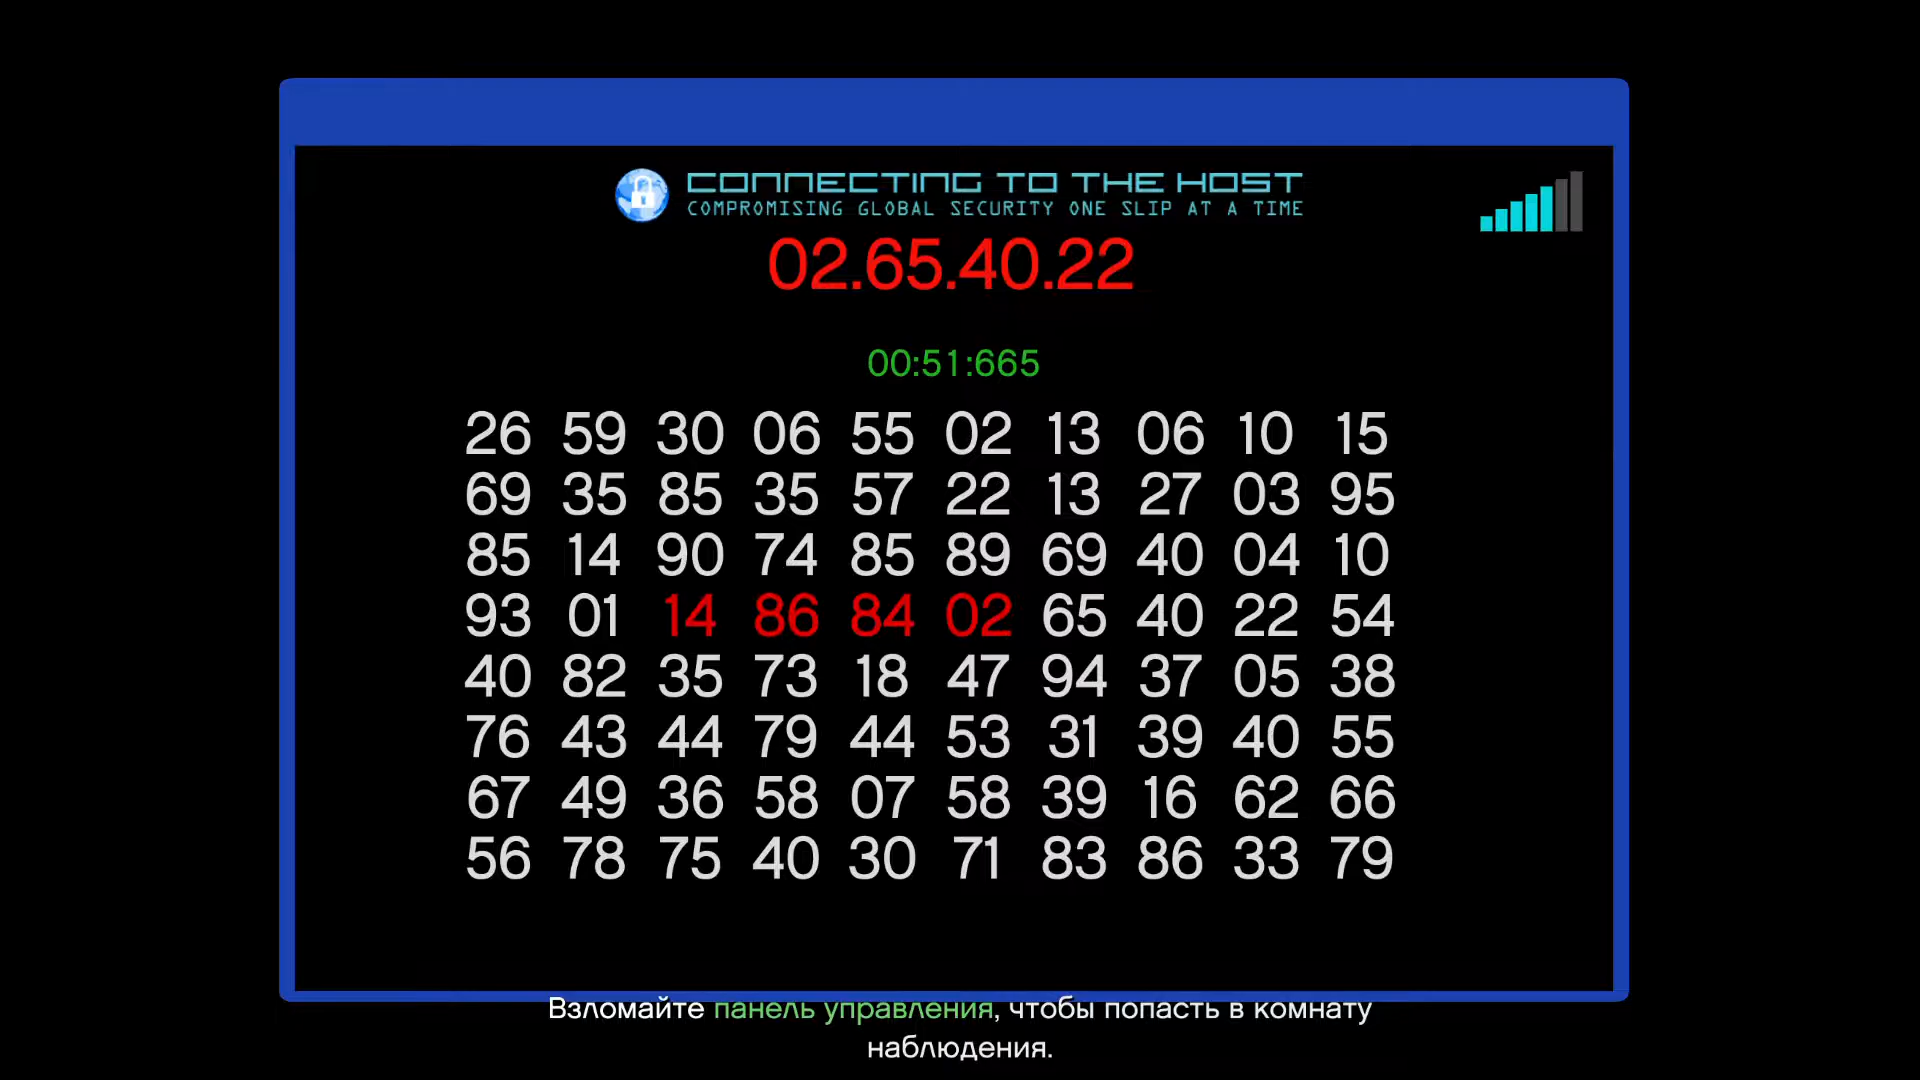 CONNECTING TO THE HOST
COMPROMISING GLOBAL SECURITY ONE SLIP AT A TIME
02.65.40.22
00:51:665
26 59 30 06 55 02 13 06 10 15
69 35 85 35 57 22 13 27 03 95
85 14 90 74 85 89 69 40 04 10
93 01 14 86 84 02 65 40 22 54
40 82 35 73 18 47 94 37 05 38
76 43 44 79 44 53 31 39 40 55
67 49 36 58 07 58 39 16 62 66
56 78 75 40 30 71 83 86 33 79
Взломайте панель управления, чтобы попасть в комнату
наблюдения.